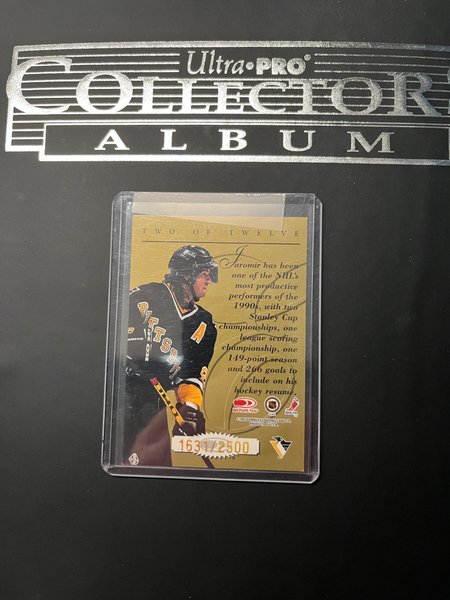 Ultra•PRO®
COLLECTOR
ALBUM
TWO OF TWELVE
Jaromir has been
one of the NHL's
most productive
performers of the
1990s, with two
Stanley Cup
championships, one
league scoring
championship, one
149-point season
and 266 goals to
include on his
hockey resume.
PITTSB
A
DONRUSS
1631/2500